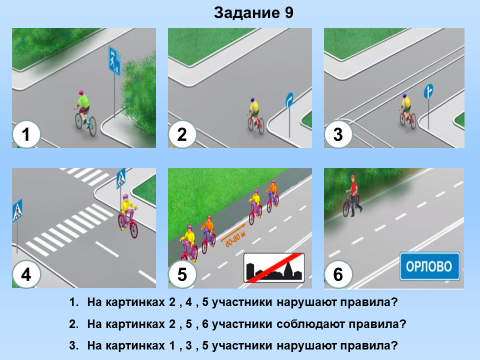 Задание 9
1
2
3
4
5
60-80 м
6
ОРЛОВО
1. На картинках 2 , 4 , 5 участники нарушают правила?
2. На картинках 2 , 5 , 6 участники соблюдают правила?
3. На картинках 1 , 3 , 5 участники нарушают правила?